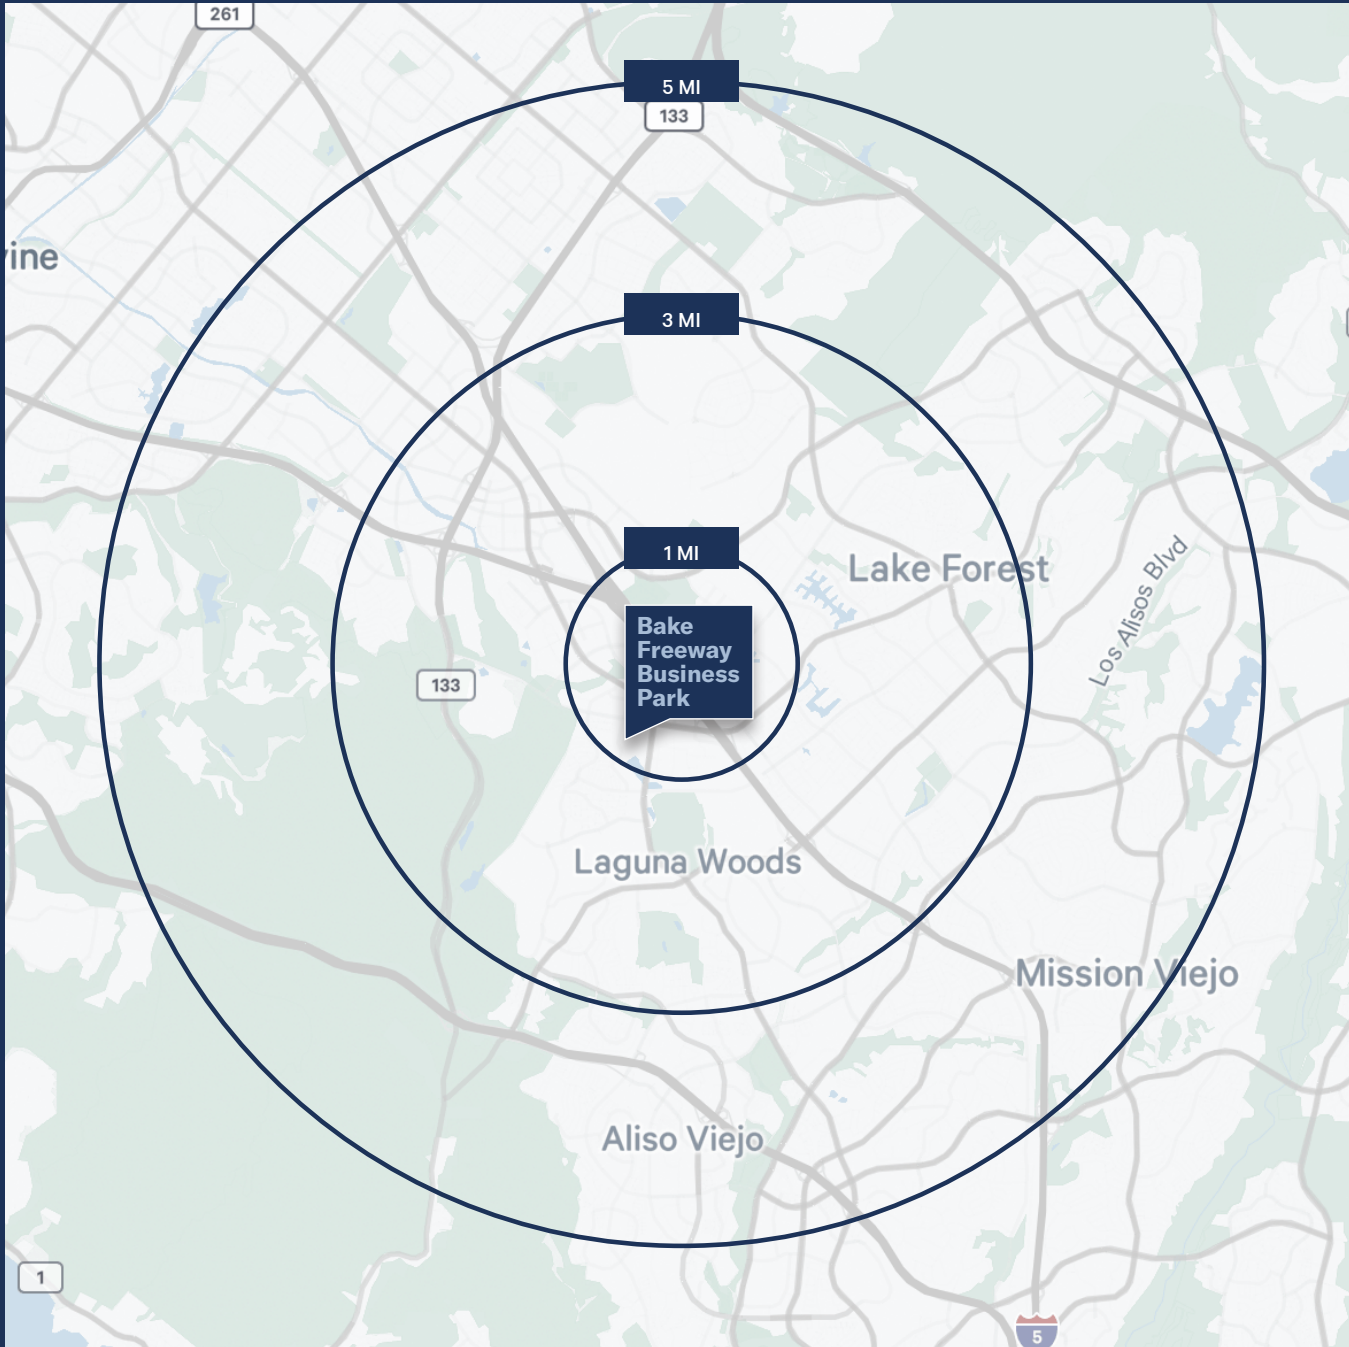 261
5 MI
133
vine
3 MI
1 MI
Lake Forest
Los Alisos Blvd
Bake
Freeway
Business
Park
133
Laguna Woods
Mission Viejo
Aliso Viejo
1
5